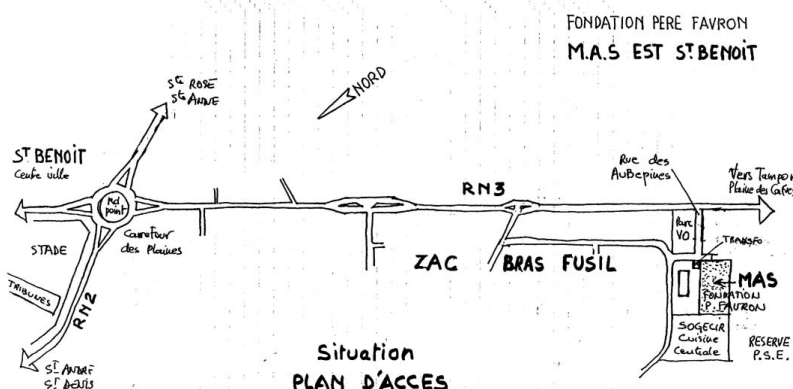 FONDATION PERE FAVRON
M.A.S EST ST BENOIT
Ste ROSE
Ste ANNE
NORD
ST BENOIT
Centre ville
Rd
point
RN3
Rue des
Aubepines
Vers Tampon
Plaine des Cafres
Carrefour
des Plaines
STADE
TRIBUNES
RN2
Parc
VO
TRANSFO
ZAC BRAS FUSIL
MAS
FONDATION
P. FAVRON
SOGECIR
Cuisine
Centrale
RESERVE
P.S.E.
ST ANDRÉ
ST DENIS
Situation
PLAN D'ACCES